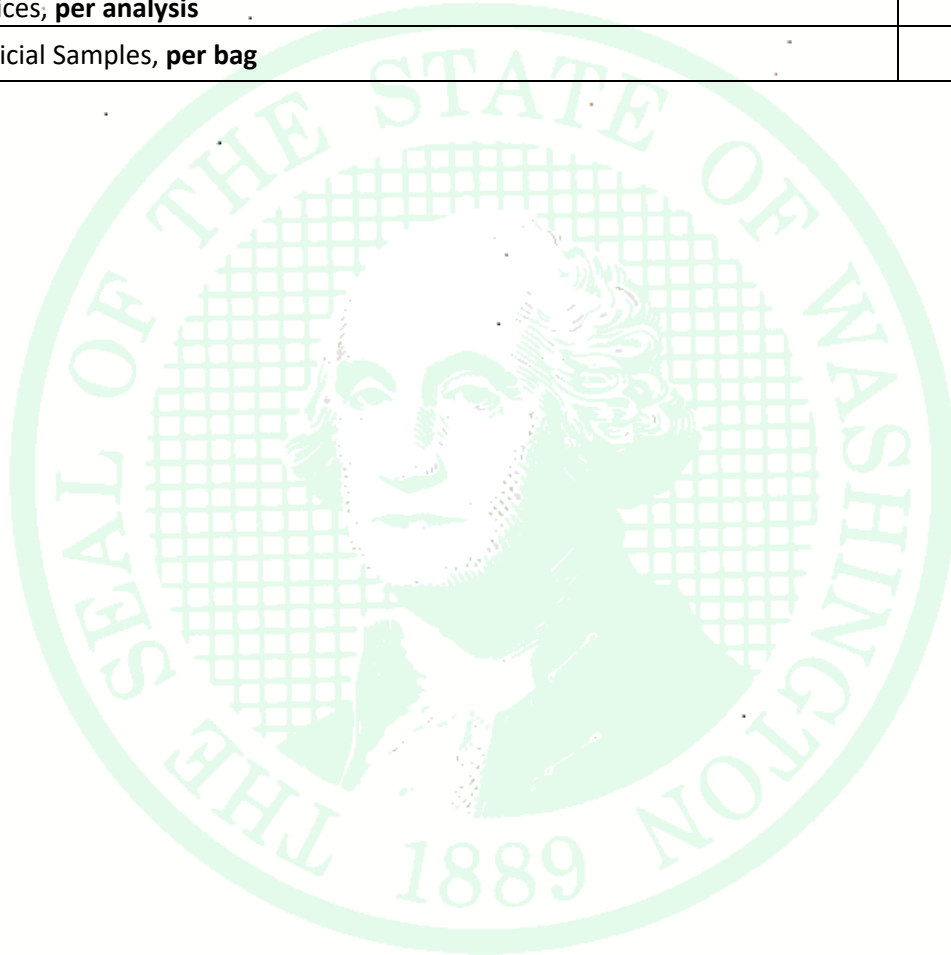 ices, per analysis
icial Samples, per bag
THE SEAL OF THE STATE OF WASHINGTON
1889